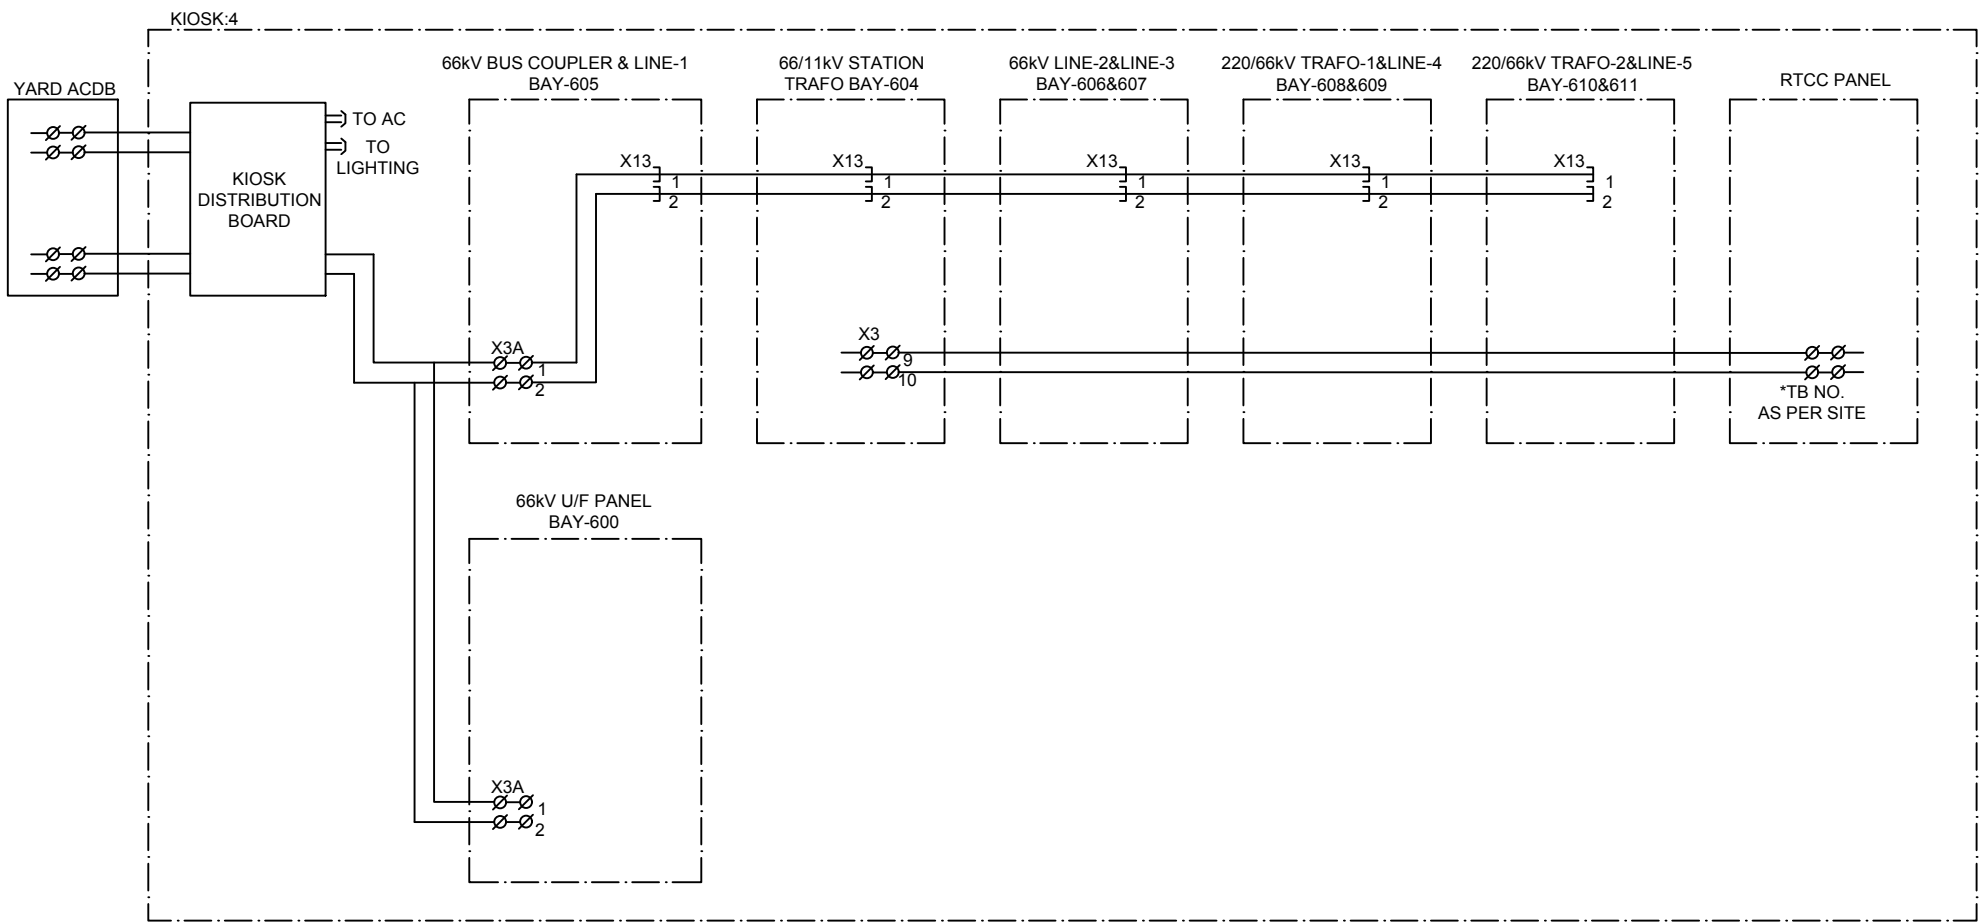 KIOSK:4
YARD ACDB
KIOSK
DISTRIBUTION
BOARD
TO AC
TO
LIGHTING
66kV BUS COUPLER & LINE-1
BAY-605
X13
1
2
X3A
1
2
66/11kV STATION
TRAFO BAY-604
X13
1
2
X3
9
10
66kV LINE-2&LINE-3
BAY-606&607
X13
1
2
220/66kV TRAFO-1&LINE-4
BAY-608&609
X13
1
2
220/66kV TRAFO-2&LINE-5
BAY-610&611
X13
1
2
RTCC PANEL
*TB NO.
AS PER SITE
66kV U/F PANEL
BAY-600
X3A
1
2